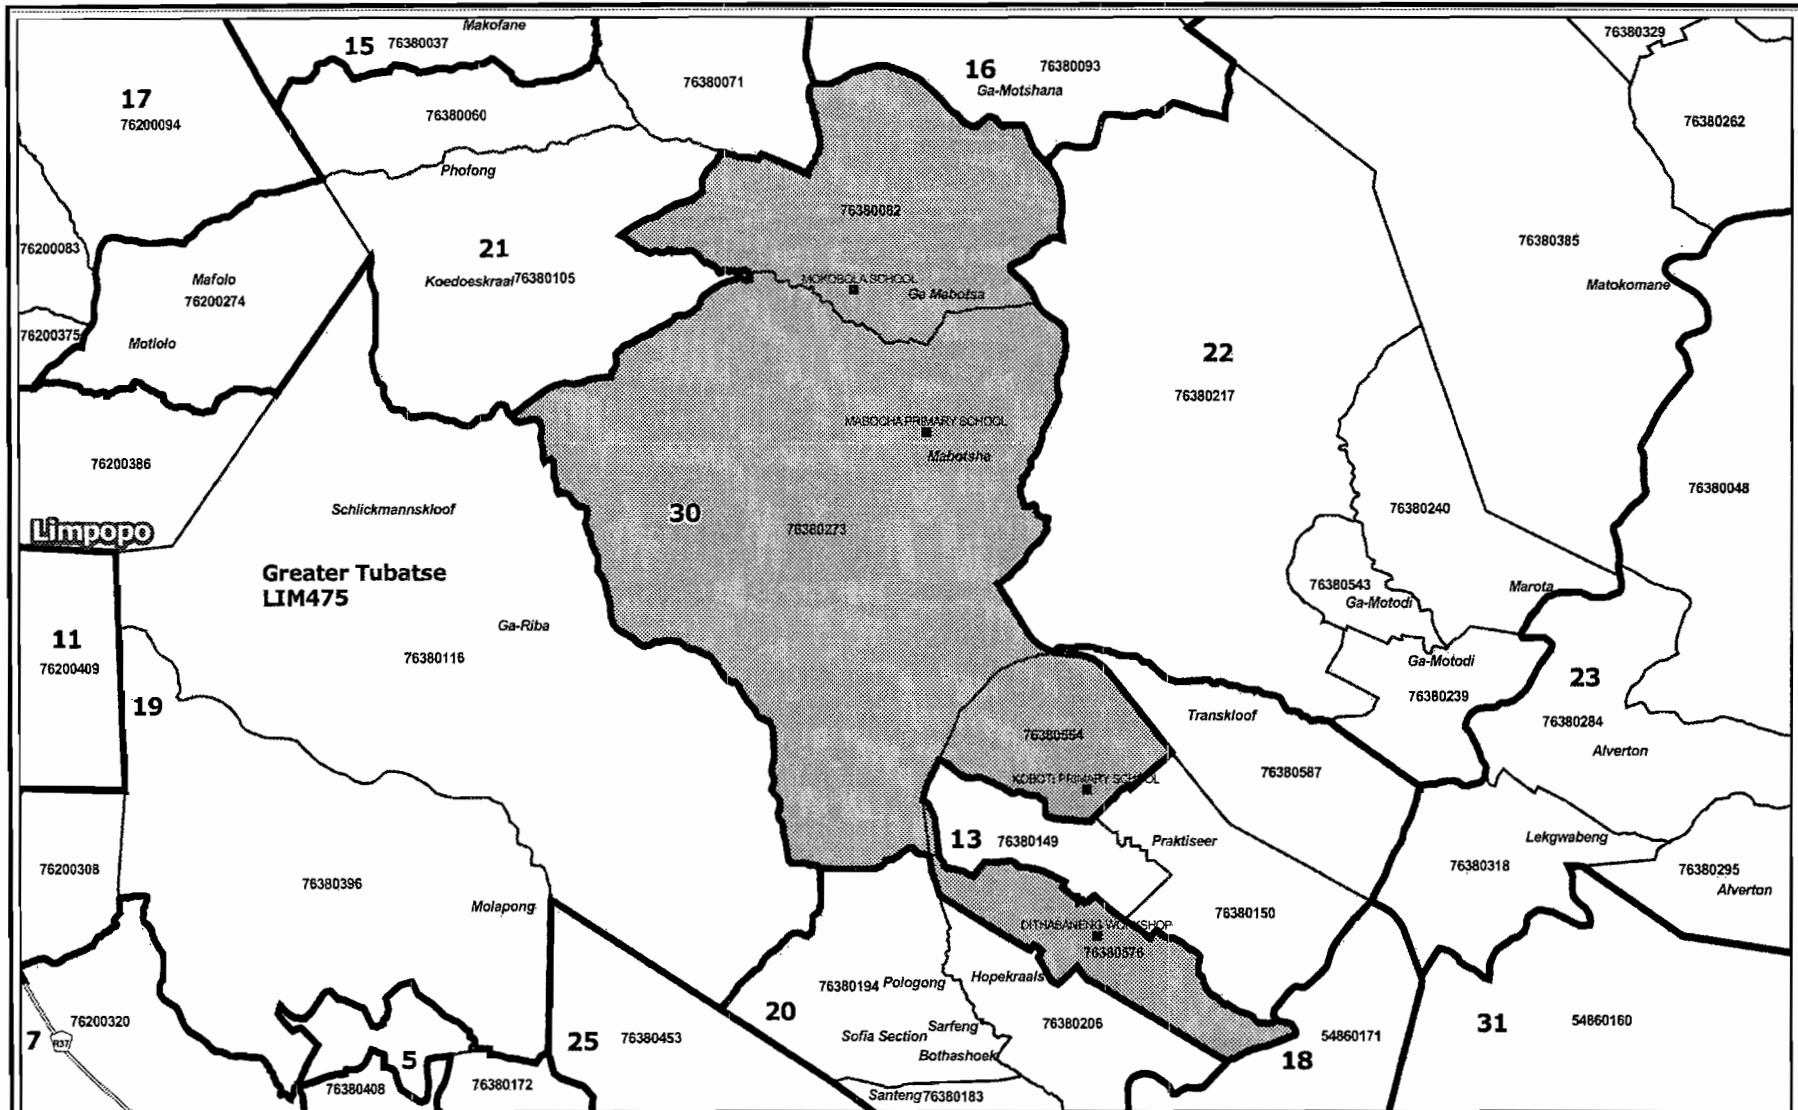 Makofane
15 76380037
76380329
76380071
16 76380093
Ga-Motshana
17
76200094
76380060
76380262
Phofong
76380082
76200083
21
76380385
Mafolo
76200274
Koedoeskraal 76380105
MOKOBOLA SCHOOL
Ga Mabotsa
Matokomane
76200375
Motlolo
22
76380217
MABOCHA PRIMARY SCHOOL
Mabotsha
76200386
76380048
Schlickmannskloof
30
76380273
76380240
Limpopo
Greater Tubatse
LIM475
76380543
Ga-Motodi
Marota
11
76200409
Ga-Riba
76380116
Ga-Motodi
76380239
23
76380284
19
Transkloof
76380554
Alverton
76380587
KOBOTI PRIMARY SCHOOL
13 76380149
Praktiseer
Lekgwabeng
76380318
76200308
76380396
76380295
Alverton
Molapong
76380150
DITHABANENG WORKSHOP
76380576
76380194 Pologong
Hopekraals
20
76200320
7
R37
25
76380453
Sofia Section
Sarfeng
76380206
Bothashoek
18
54860171
31
54860160
5
76380408
76380172
Santeng 76380183